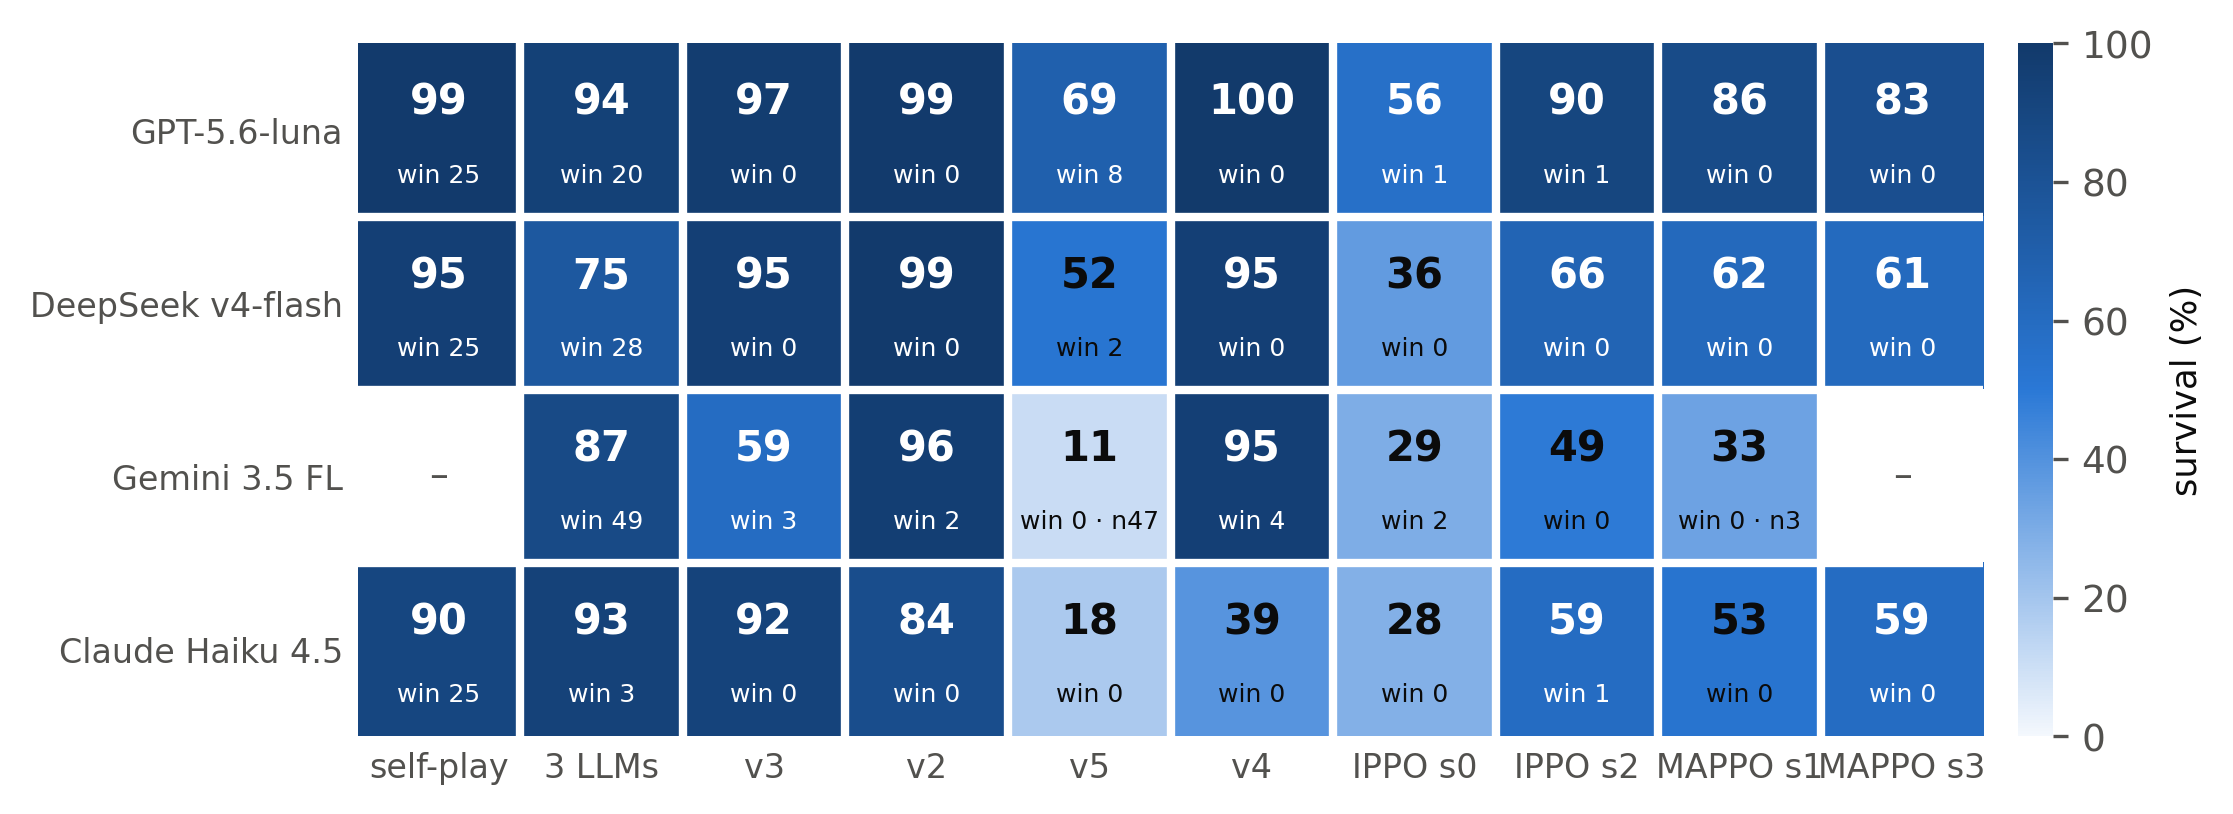 GPT-5.6-luna
99 94 97 99 69 100 56 90 86 83
win 25 win 20 win 0 win 0 win 8 win 0 win 1 win 1 win 0 win 0
DeepSeek v4-flash
95 75 95 99 52 95 36 66 62 61
win 25 win 28 win 0 win 0 win 2 win 0 win 0 win 0 win 0 win 0
Gemini 3.5 FL
– 87 59 96 11 95 29 49 33 –
win 49 win 3 win 2 win 0 · n47 win 4 win 2 win 0 win 0 · n3
Claude Haiku 4.5
90 93 92 84 18 39 28 59 53 59
win 25 win 3 win 0 win 0 win 0 win 0 win 0 win 1 win 0 win 0
self-play 3 LLMs v3 v2 v5 v4 IPPO s0 IPPO s2 MAPPO s1 MAPPO s3
100
80
60
40
20
0
survival (%)